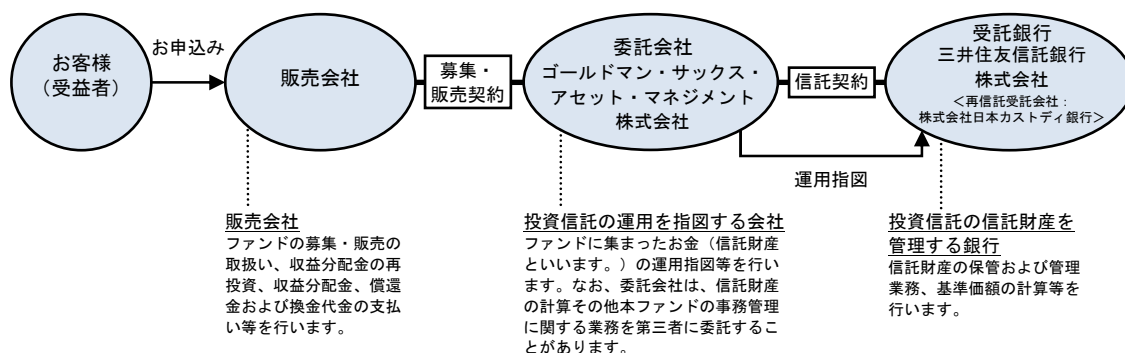 お客様
（受益者）
お申込み
販売会社
募集・
販売契約
委託会社
ゴールドマン・サックス・
アセット・マネジメント
株式会社
信託契約
受託銀行
三井住友信託銀行
株式会社
＜再信託受託会社：
株式会社日本カストディ銀行＞
運用指図
販売会社
ファンドの募集・販売の
取扱い、収益分配金の再
投資、収益分配金、償還
金および換金代金の支払
い等を行います。
投資信託の運用を指図する会社
ファンドに集まったお金（信託財産
といいます。）の運用指図等を行い
ます。なお、委託会社は、信託財産
の計算その他本ファンドの事務管理
に関する業務を第三者に委託するこ
とがあります。
投資信託の信託財産を
管理する銀行
信託財産の保管および管理
業務、基準価額の計算等を
行います。